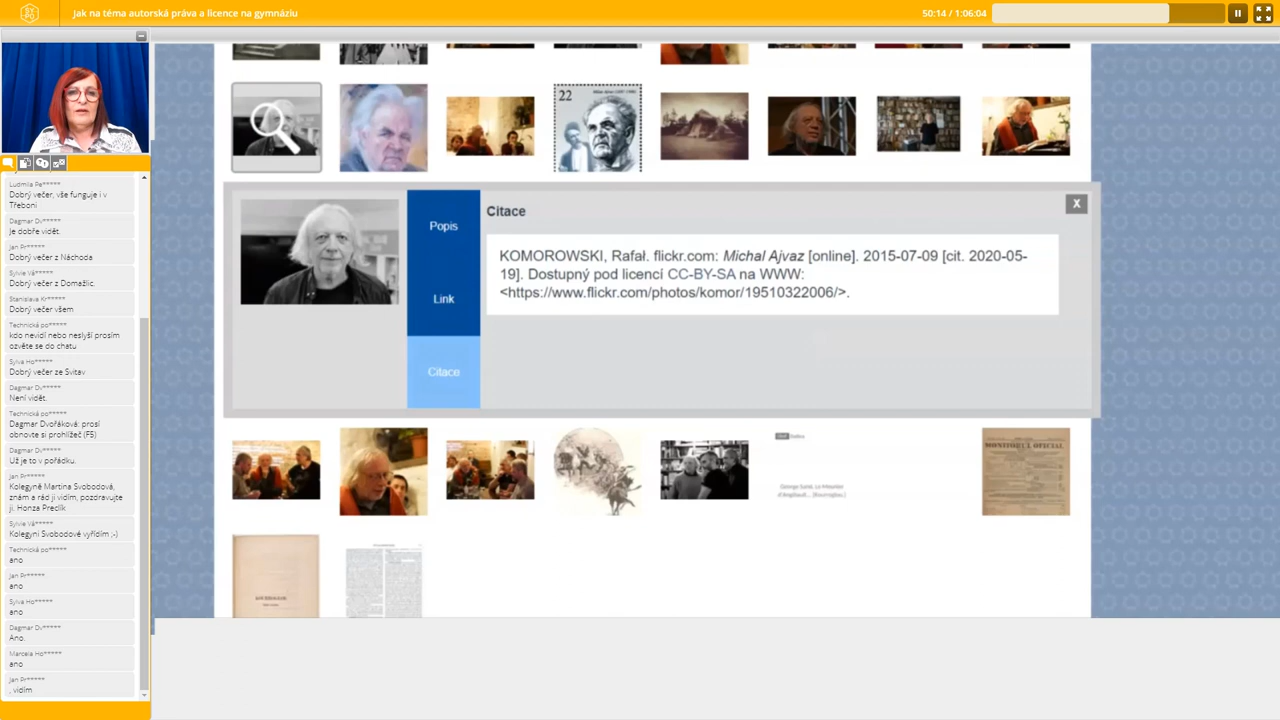 Jak na téma autorská práva a licence na gymnáziu
50:14 / 1:06:04
Ludmila Pe*****
Dobrý večer, vše funguje i v
Třeboni
Dagmar Dv*****
Je dobře vidět.
Jan Pr*****
Dobrý večer z Náchoda
Sylvie Vá*****
Dobrý večer z Domažlic.
Stanislava Kr*****
Dobrý večer všem
Technická po*****
kdo nevidí nebo neslyší prosím
ozvěte se do chatu
Sylva Ho*****
Dobrý večer ze Svitav
Dagmar Dv*****
Není vidět.
Technická po*****
Dagmar Dvořáková: prosí
obnovte si prohlížeč (F5)
Dagmar Dv*****
Už je to v pořádku.
Jan Pr*****
Kolegyně Martina Svobodová,
znám a rád ji vidím, pozdravujte
ji. Honza Preclík
Sylvie Vá*****
Kolegyni Svobodové vyřídím ;-)
Technická po*****
ano
Jan Pr*****
ano
Sylva Ho*****
ano
Dagmar Dv*****
Ano.
Marcela Ho*****
ano
Jan Pr*****
, vidím
22
Popis
Link
Citace
Citace
X
KOMOROWSKI, Rafał. flickr.com: Michal Ajvaz [online]. 2015-07-09 [cit. 2020-05-
19]. Dostupný pod licencí CC-BY-SA na WWW:
<https://www.flickr.com/photos/komor/19510322006/>.
MONITORUL OFICIAL